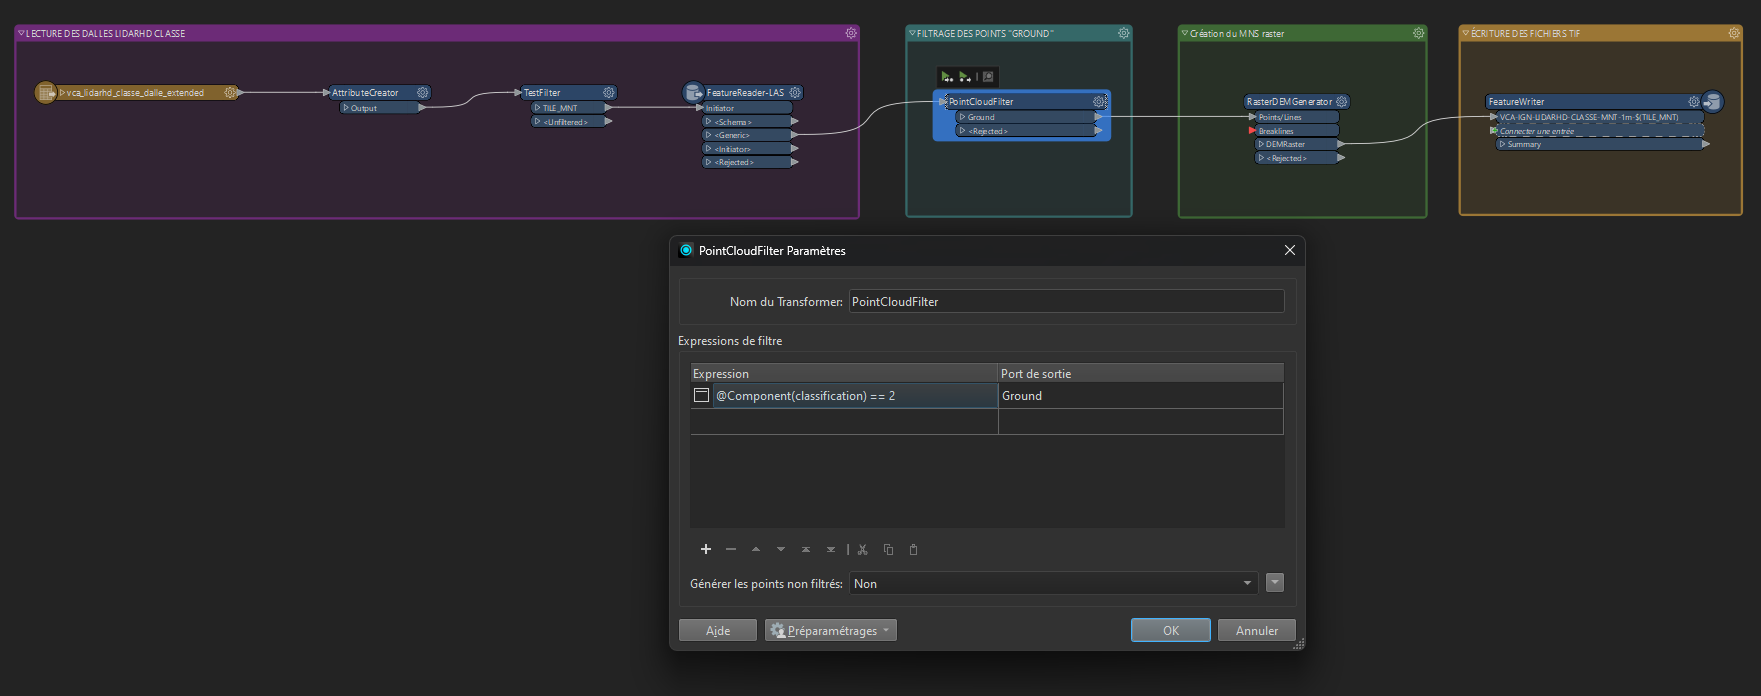 LECTURE DES DALLES LIDARHD CLASSE
vca_lidarhd_classe_dalle_extended
AttributeCreator
Output
TestFilter
TILE_MNT
<Unfiltered>
FeatureReader-LAS
Initiator
<Schema>
<Generic>
<Initiator>
<Rejected>
FILTRAGE DES POINTS "GROUND"
PointCloudFilter
Ground
<Rejected>
Création du MNS raster
RasterDEMGenerator
Points/Lines
Breaklines
DEMRaster
<Rejected>
ÉCRITURE DES FICHIERS TIF
FeatureWriter
VCA-IGN-LIDARHD-CLASSE-MNT-1m-$(TILE_MNT)
Connecter une entrée
Summary
PointCloudFilter Paramètres
Nom du Transformer: PointCloudFilter
Expressions de filtre
Expression Port de sortie
@Component(classification) == 2 Ground
Générer les points non filtrés: Non
Aide Préparamétrages OK Annuler